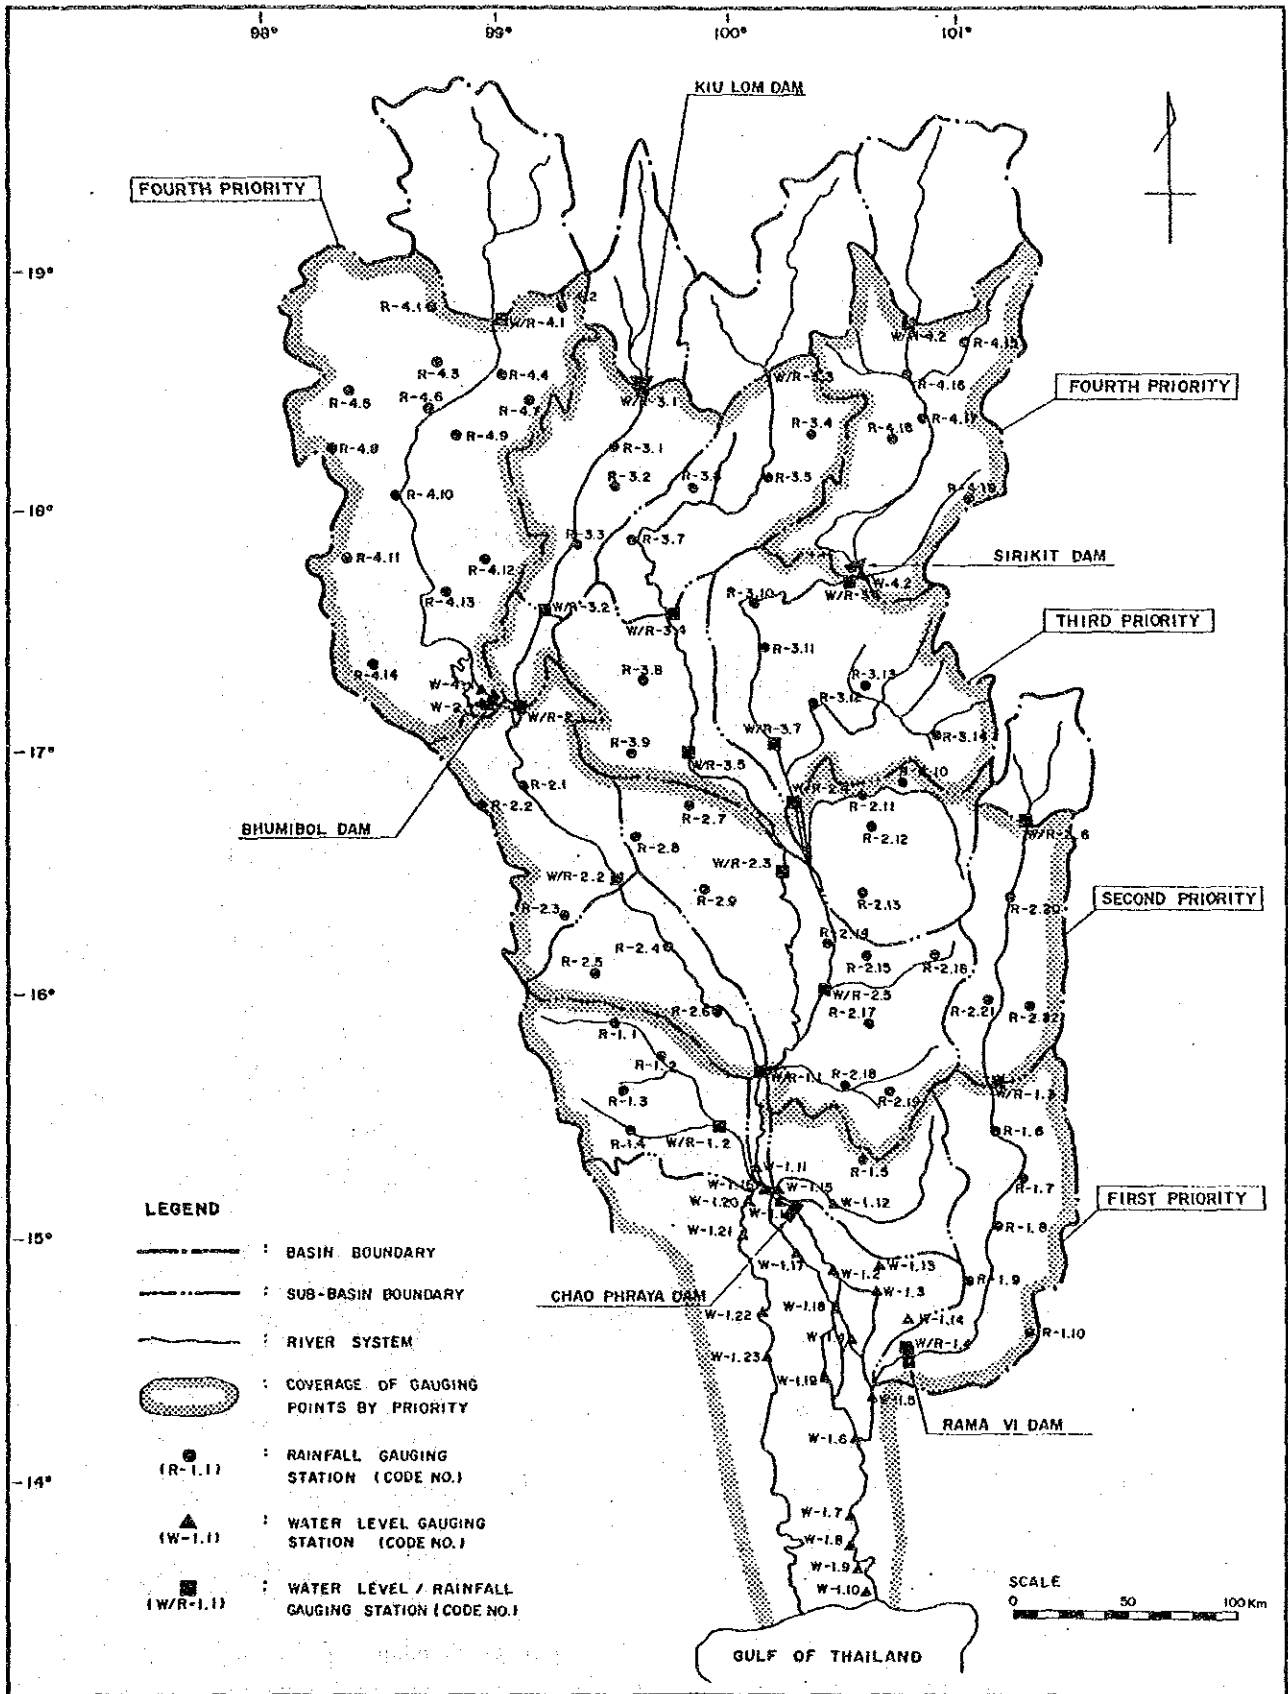 98°
99°
100°
101°
KIU LOM DAM
FOURTH PRIORITY
-19°
R-4.1
W/R-4.1
W/R-4.2
R-4.15
R-4.3
R-4.4
R-4.16
W/R-3.1
W/R-3.3
FOURTH PRIORITY
R-4.6
R-4.7
R-3.4
R-4.17
R-4.18
R-4.9
R-3.1
R-3.2
R-3.5
R-4.10
-18°
R-3.3
R-3.7
R-4.11
R-4.12
SIRIKIT DAM
W-4.2
R-4.13
R-3.10
W/R-3.2
W/R-3.4
THIRD PRIORITY
R-3.11
R-4.14
R-3.8
R-3.13
R-3.12
W/R-3.7
R-3.14
-17°
R-3.9
W/R-3.5
R-2.1
R-2.2
R-2.7
R-2.11
BHUMIBOL DAM
R-2.8
R-2.12
W/R-2.6
W/R-2.3
W/R-2.2
R-2.9
R-2.13
R-2.20
SECOND PRIORITY
R-2.3
R-2.4
R-2.14
R-2.5
R-2.15
-16°
W/R-2.5
R-2.6
R-2.17
R-2.21
R-2.22
R-1.1
R-1.2
W/R-1.1
R-2.18
R-1.3
R-2.19
R-1.4
W/R-1.2
R-1.6
R-1.5
W-1.11
R-1.7
FIRST PRIORITY
W-1.15
W-1.20
W-1.12
R-1.8
-15°
W-1.21
W-1.17
W-1.2
W-1.13
R-1.9
CHAO PHRAYA DAM
W-1.3
W-1.22
W-1.18
W-1.14
W/R-1.4
R-1.10
W-1.23
W-1.19
RAMA VI DAM
W-1.6
-14°
W-1.7
W-1.8
W-1.9
W-1.10
GULF OF THAILAND
LEGEND
: BASIN BOUNDARY
: SUB-BASIN BOUNDARY
: RIVER SYSTEM
: COVERAGE OF GAUGING
POINTS BY PRIORITY
(R-1.1)
: RAINFALL GAUGING
STATION (CODE NO.)
(W-1.1)
: WATER LEVEL GAUGING
STATION (CODE NO.)
(W/R-1.1)
: WATER LEVEL / RAINFALL
GAUGING STATION (CODE NO.)
SCALE
0 50 100 Km